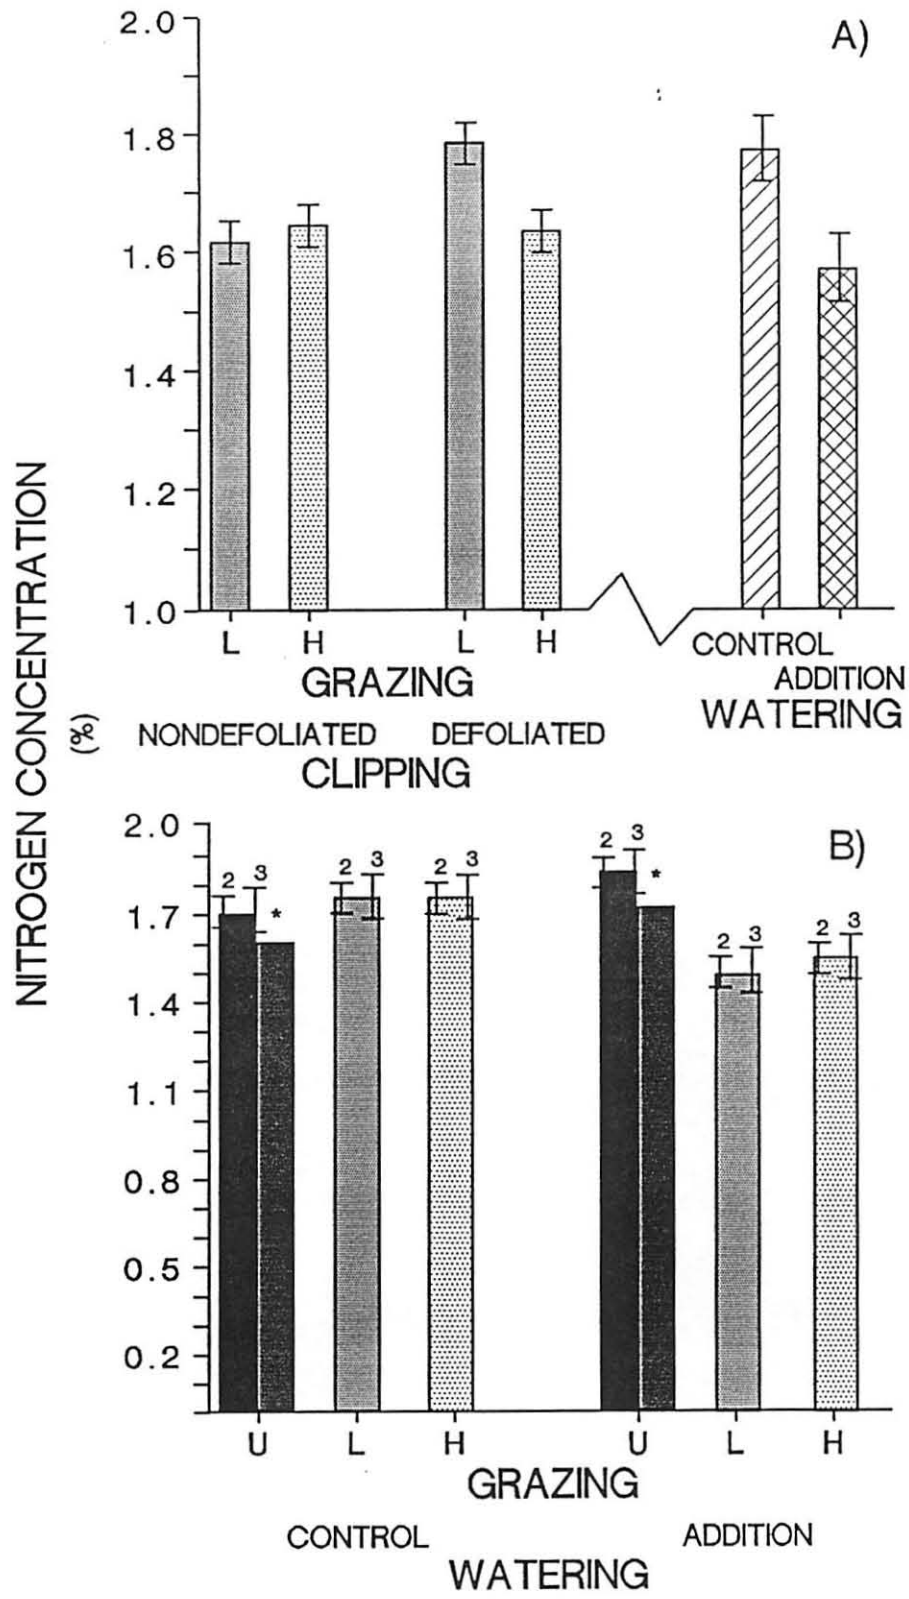 A)
2.0
1.8
1.6
1.4
1.2
1.0
L H L H CONTROL
ADDITION
GRAZING
WATERING
NONDEFOLIATED DEFOLIATED
CLIPPING
NITROGEN CONCENTRATION
(%)
B)
2.0
1.7
1.4
1.1
0.8
0.5
0.2
2 3 *
2 3
2 3
2 3 *
2 3
2 3
U L H U L H
GRAZING
CONTROL ADDITION
WATERING